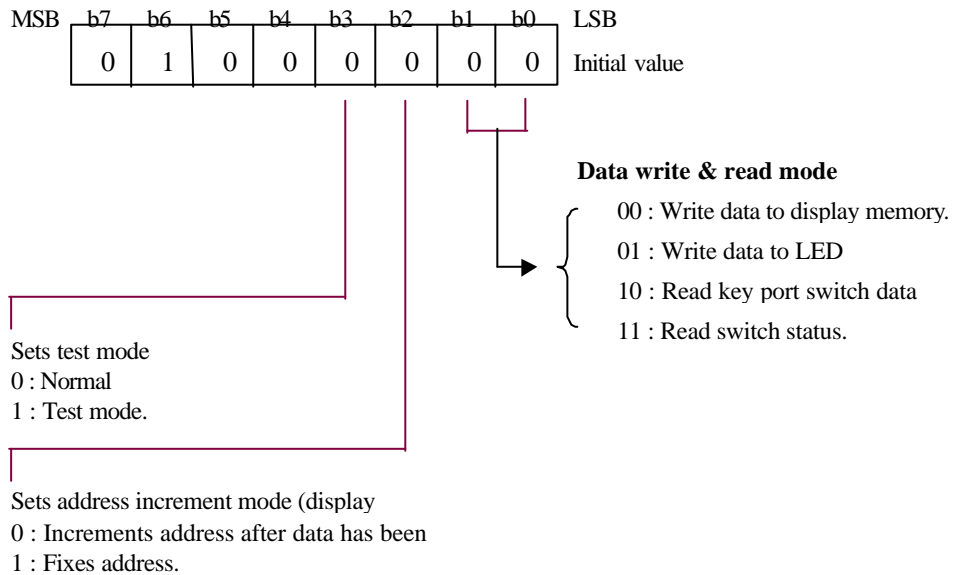 MSB b7 b6 b5 b4 b3 b2 b1 b0 LSB
0 1 0 0 0 0 0 0 Initial value
Data write & read mode
00 : Write data to display memory.
01 : Write data to LED
10 : Read key port switch data
11 : Read switch status.
Sets test mode
0 : Normal
1 : Test mode.
Sets address increment mode (display
0 : Increments address after data has been
1 : Fixes address.